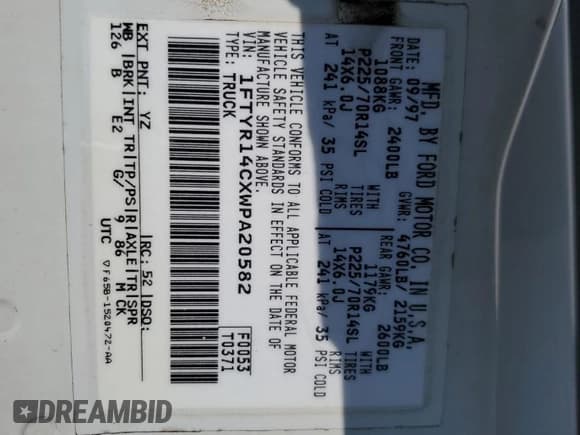 MFD. BY FORD MOTOR CO. IN U.S.A.
DATE: 09/97 GVWR: 4760LB/ 2159KG
FRONT GAWR: 2400LB REAR GAWR: 2600LB
1088KG WITH 1179KG WITH
P225/70R14SL TIRES P225/70R14SL TIRES
14X6.0J RIMS 14X6.0J RIMS
AT 241 kPa/ 35 PSI COLD AT 241 kPa/ 35 PSI COLD
THIS VEHICLE CONFORMS TO ALL APPLICABLE FEDERAL MOTOR
VEHICLE SAFETY STANDARDS IN EFFECT ON THE DATE OF
MANUFACTURE SHOWN ABOVE.
VIN: 1FTYR14CXWPA20582 F0053
TYPE: TRUCK T0371
EXT PNT: YZ RC: 52 DSO:
WB BRK INT TR TP/PS R AXLE TR SPR
126 B E2 G/ 9 86 M CK
UTC ▽F65B-1520472-AA
DREAMBID